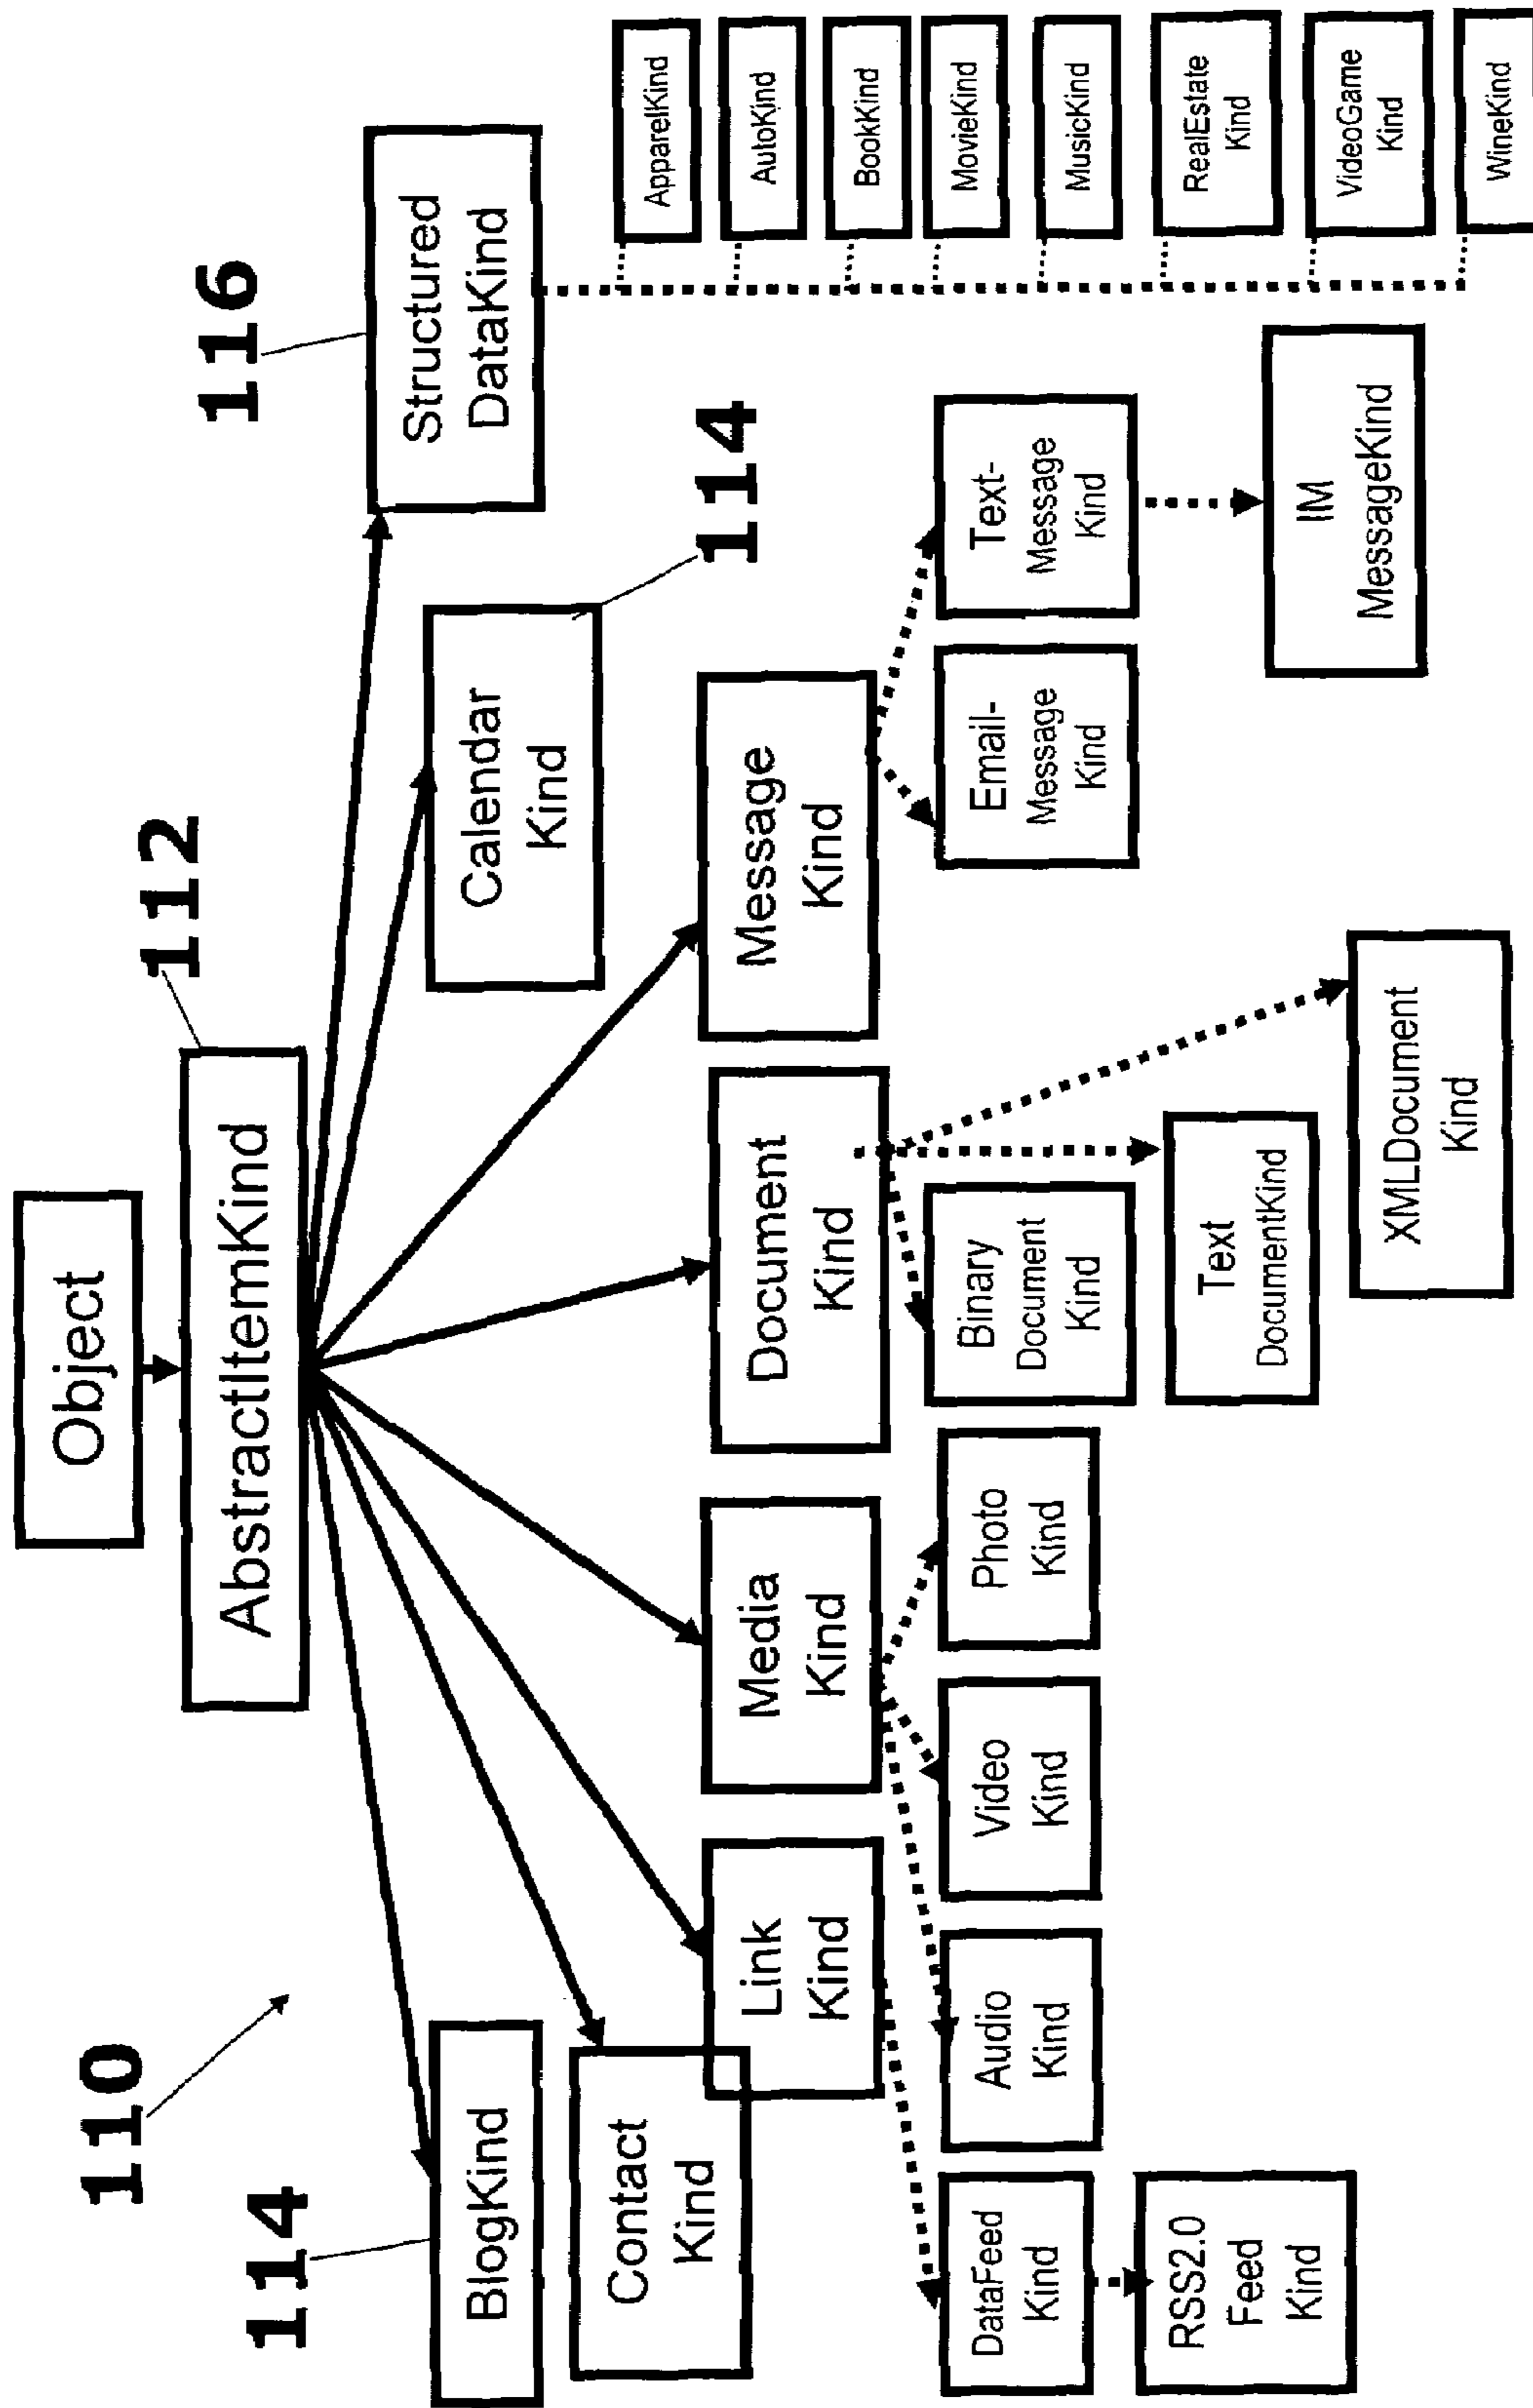 110
112
116
114
114
Object
AbstractItemKind
BlogKind
Contact
Kind
Link
Kind
Media
Kind
Document
Kind
Message
Kind
Calendar
Kind
Structured
DataKind
DataFeed
Kind
RSS2.0
Feed
Kind
Audio
Kind
Video
Kind
Photo
Kind
Binary
Document
Kind
Text
DocumentKind
XMLDocument
Kind
Email-
Message
Kind
Text-
Message
Kind
IM
MessageKind
ApparelKind
AutoKind
BookKind
MovieKind
MusicKind
RealEstate
Kind
VideoGame
Kind
WineKind